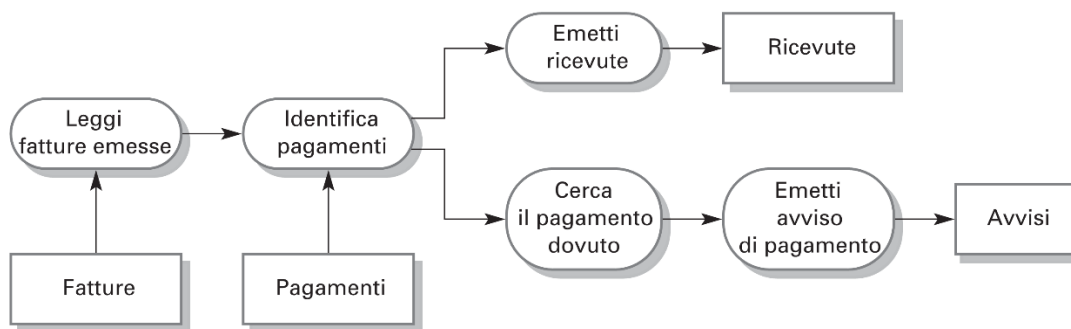 Emetti
ricevute
Ricevute
Leggi
fatture emesse
Identifica
pagamenti
Cerca
il pagamento
dovuto
Emetti
avviso
di pagamento
Avvisi
Fatture
Pagamenti